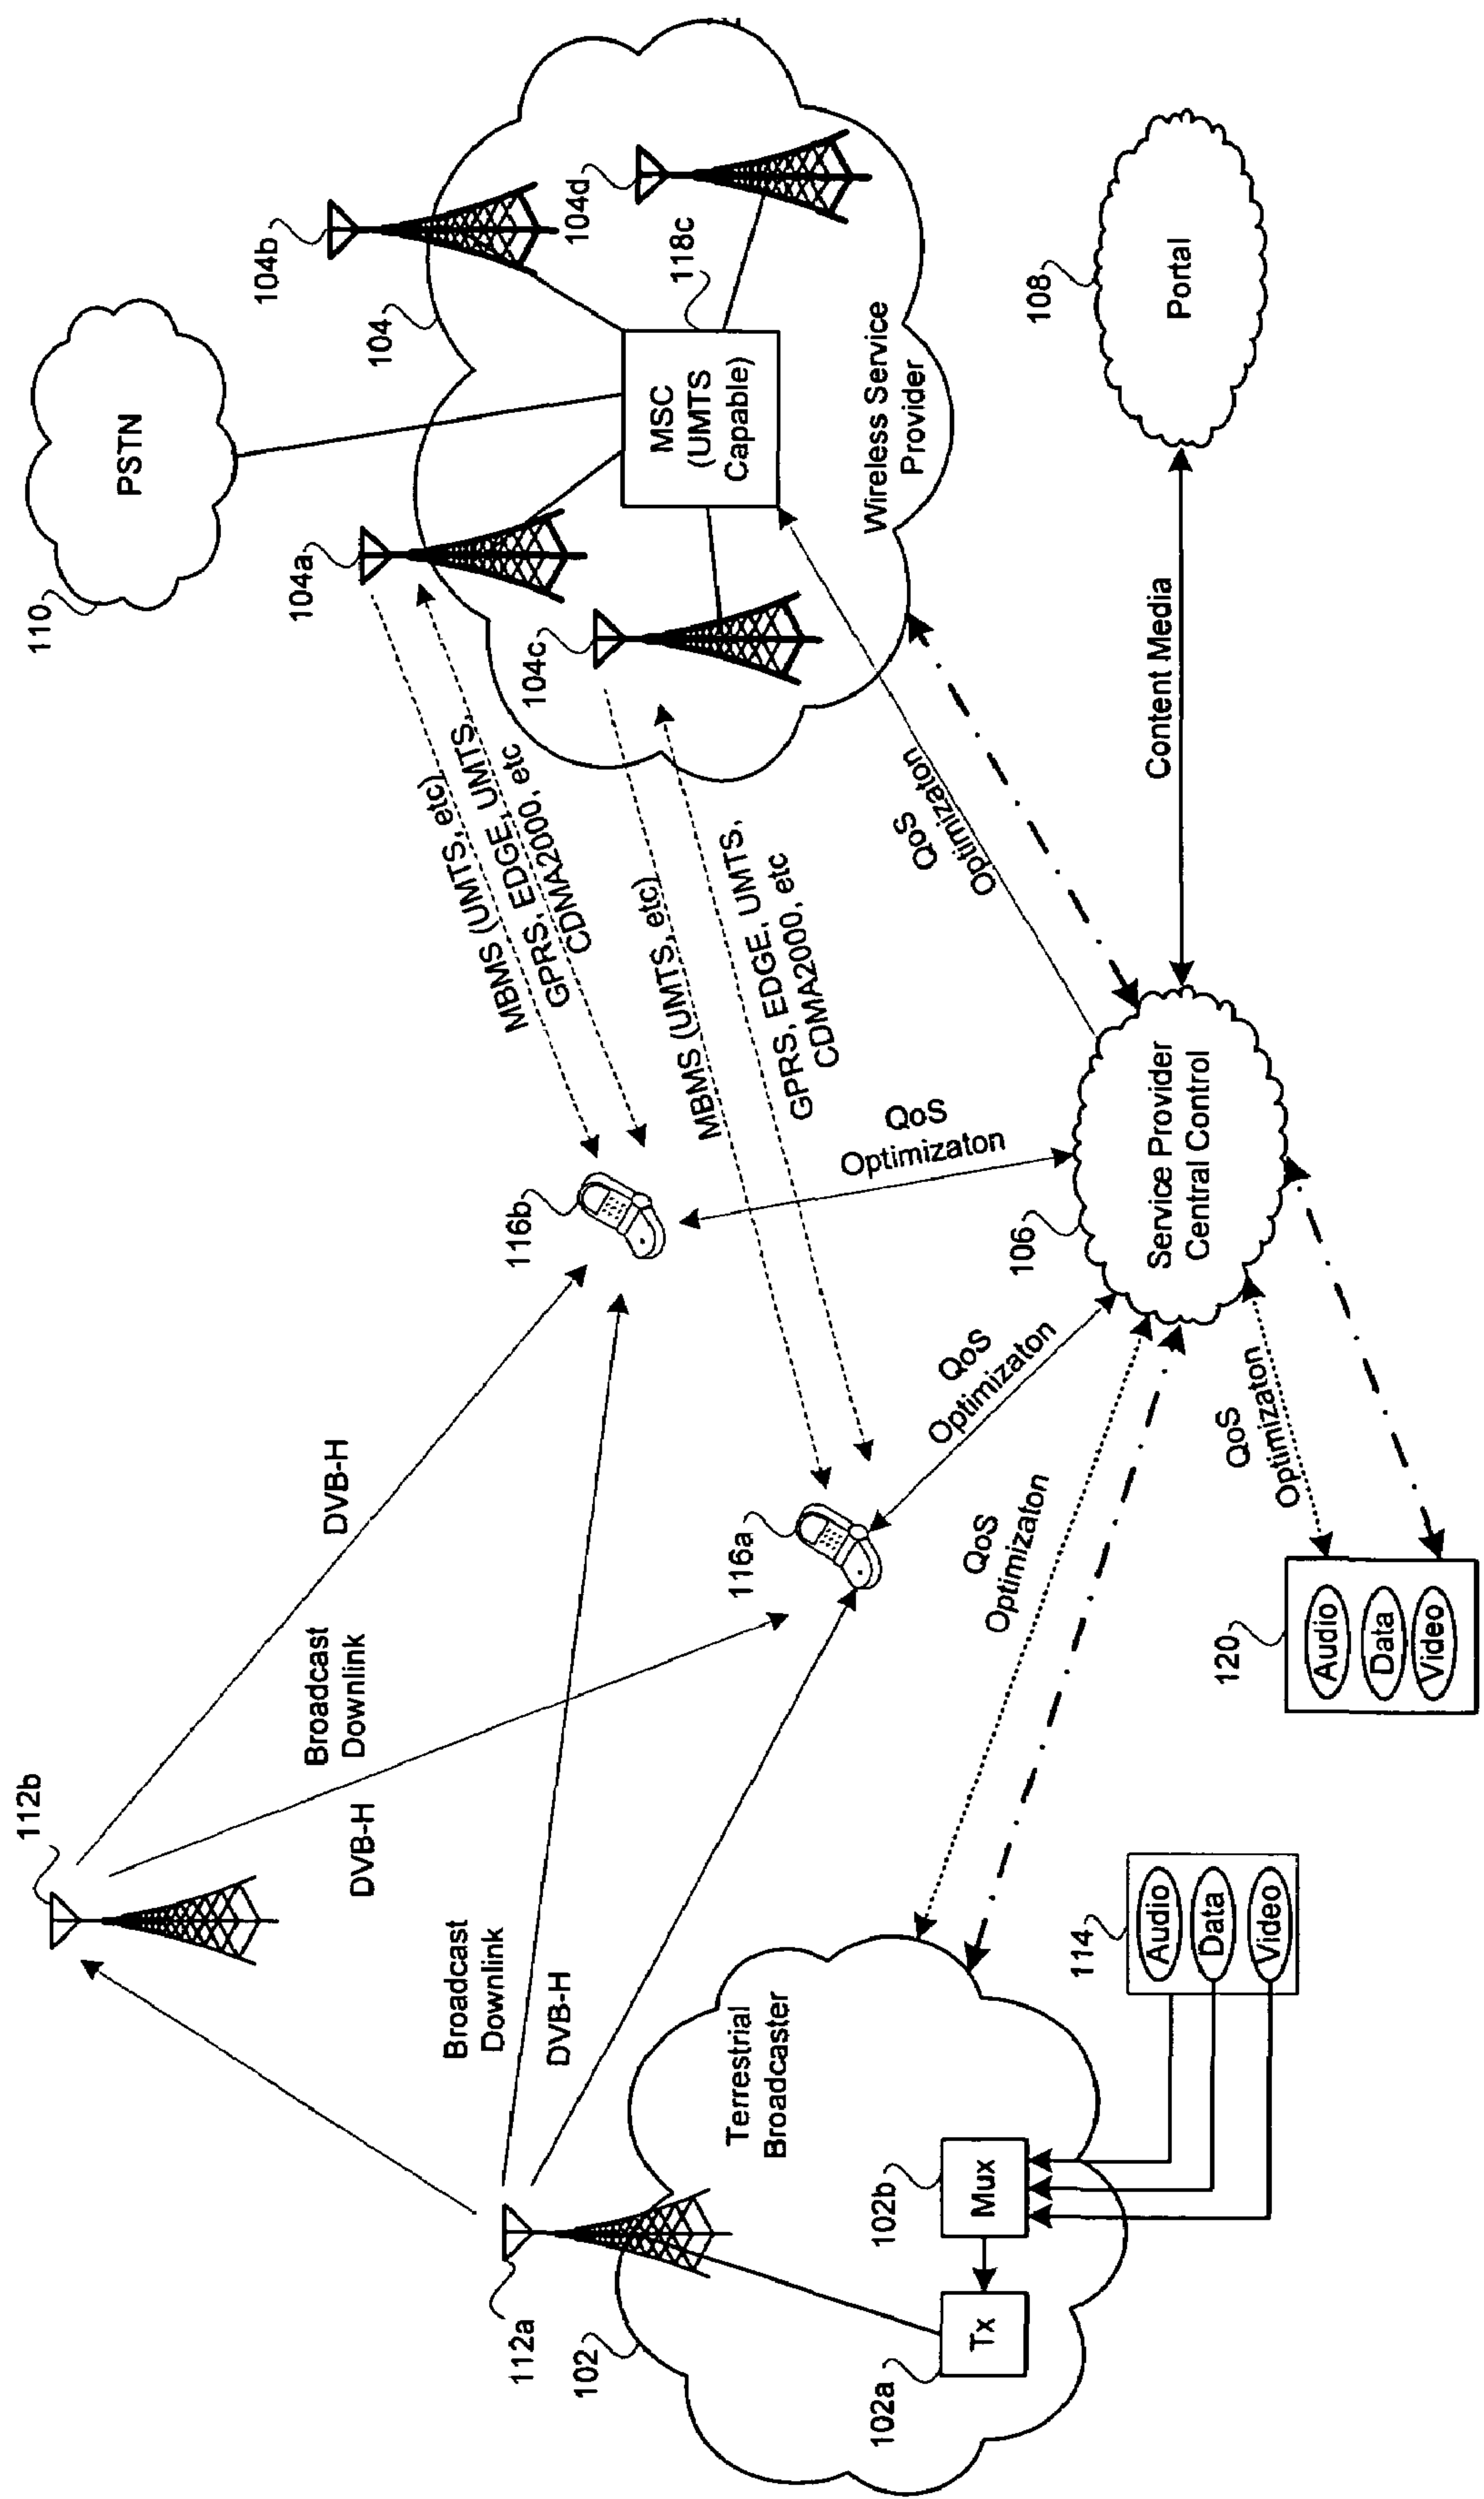 112b
110
PSTN
104b
104
104a
104d
118c
MSC
(UMTS
Capable)
104c
Wireless Service
Provider
MBMS (UMTS, etc)
GPRS, EDGE, UMTS,
CDMA2000, etc
MBMS (UMTS, etc)
GPRS, EDGE, UMTS,
CDMA2000, etc
DVB-H
Broadcast
Downlink
DVB-H
Broadcast
Downlink
DVB-H
116b
116a
112a
102
Terrestrial
Broadcaster
102a
Tx
102b
Mux
114
Audio
Data
Video
QoS
Optimizaton
QoS
Optimizaton
QoS
Optimizaton
QoS
Optimizaton
QoS
Optimizaton
106
Service Provider
Central Control
Content Media
108
Portal
120
Audio
Data
Video